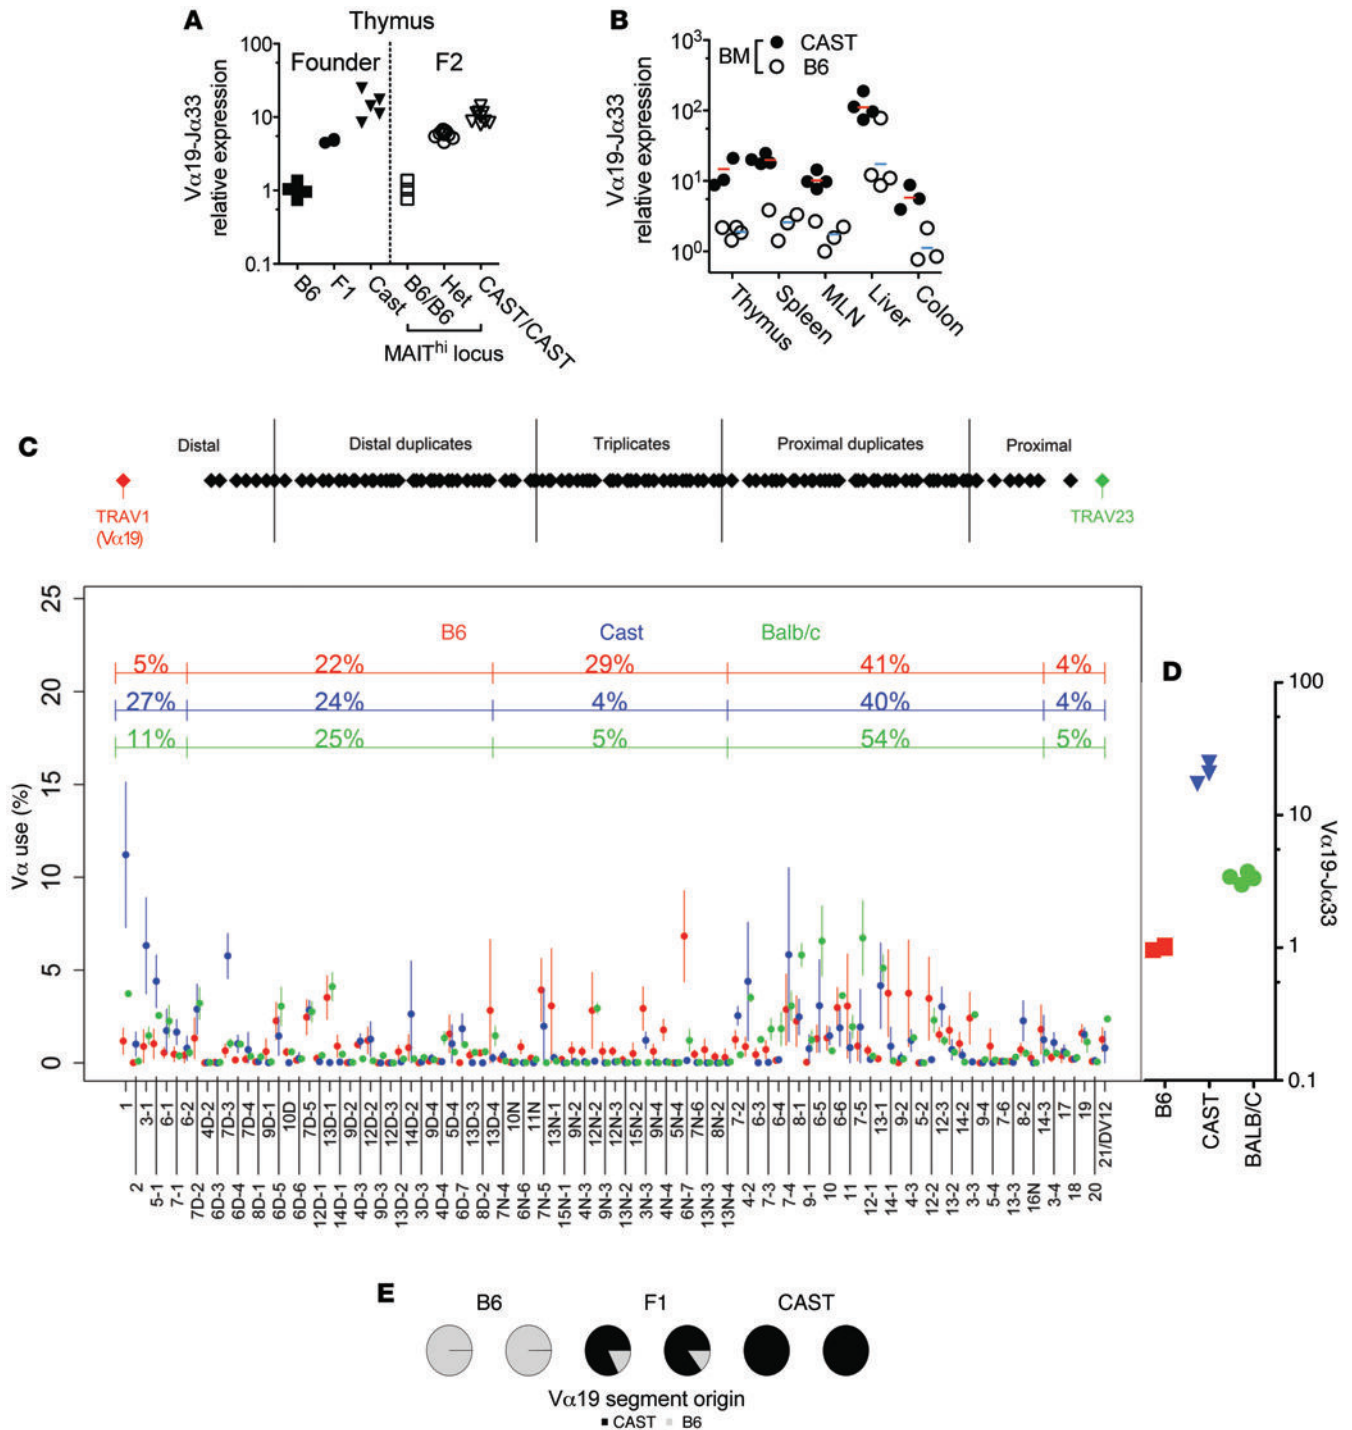 A
Thymus
Founder
F2
Vα19-Jα33
relative expression
100
10
1
0.1
B6
F1
Cast
B6/B6
Het
CAST/CAST
MAIThi locus
B
BM
CAST
B6
Vα19-Jα33
relative expression
10³
10²
10¹
10⁰
Thymus
Spleen
MLN
Liver
Colon
C
Distal
Distal duplicates
Triplicates
Proximal duplicates
Proximal
TRAV1
(Vα19)
TRAV23
Vα use (%)
25
20
15
10
5
0
B6
Cast
Balb/c
5%
22%
29%
41%
4%
27%
24%
4%
40%
4%
11%
25%
5%
54%
5%
1
3-1
6-1
6-2
4D-2
7D-3
7D-4
9D-1
10D
7D-5
13D-1
9D-2
12D-2
12D-3
14D-2
9D-4
5D-4
11D
13D-4
10N
11N
13N-1
9N-2
12N-2
12N-3
15N-2
9N-4
5N-4
7N-6
8N-2
7-2
6-3
6-4
8-1
6-5
6-6
7-5
13-1
9-2
5-2
12-3
14-2
9-4
7-6
8-2
14-3
17
19
21/DV12
2
5-1
7-1
7D-2
6D-3
6D-4
8D-1
6D-5
6D-6
12D-1
14D-1
4D-3
9D-3
13D-2
3D-3
4D-4
6D-7
8D-2
7N-4
6N-6
7N-5
15N-1
4N-3
9N-3
13N-2
3N-3
4N-4
6N-7
13N-3
13N-4
4-2
7-3
7-4
9-1
10
11
12-1
14-1
4-3
12-2
13-2
3-3
5-4
13-3
16N
3-4
18
20
D
100
10
1
0.1
Vα19-Jα33
B6
CAST
BALB/C
E
B6
F1
CAST
Vα19 segment origin
CAST
B6